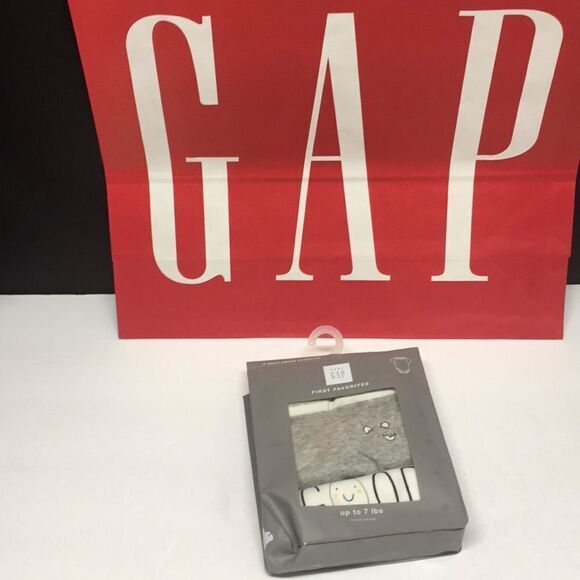 GAP
baby
GAP
FIRST FAVORITES
up to 7 lbs